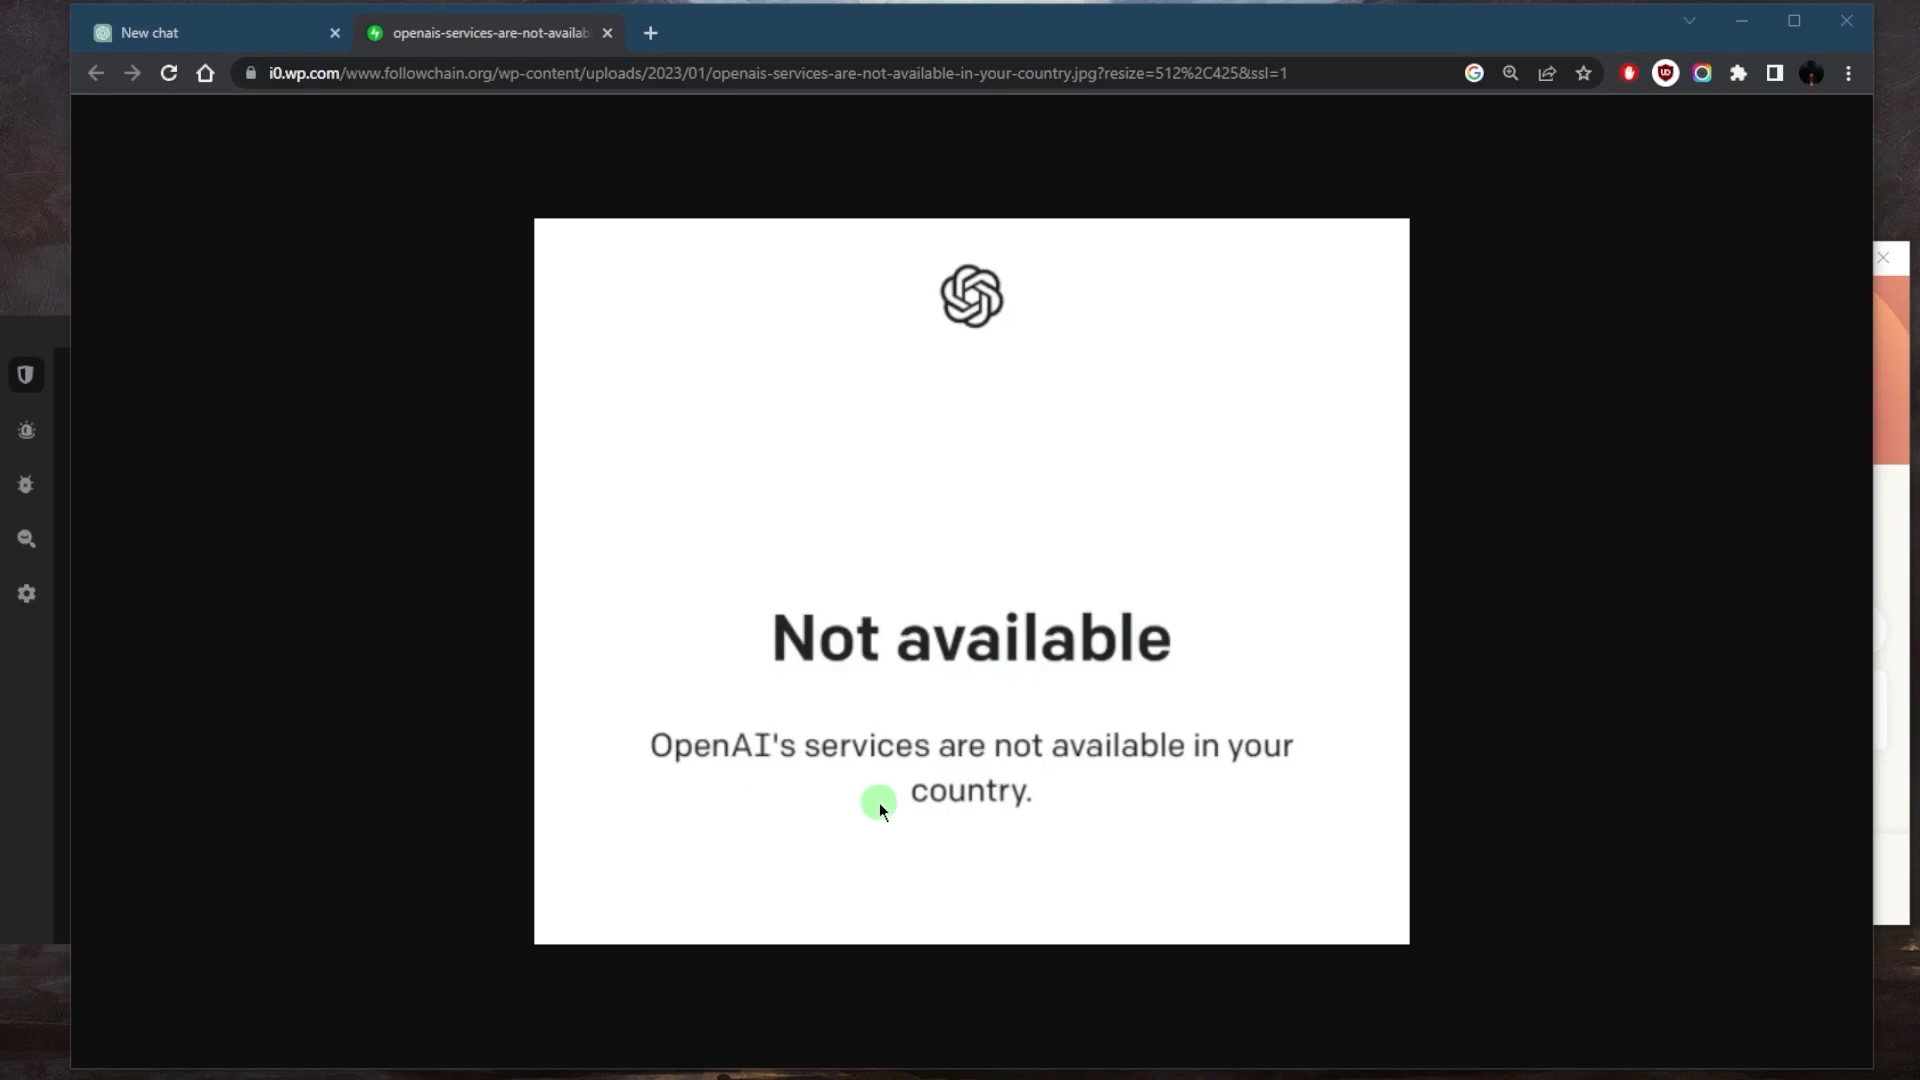 New chat
openais-services-are-not-availab
i0.wp.com/www.followchain.org/wp-content/uploads/2023/01/openais-services-are-not-available-in-your-country.jpg?resize=512%2C425&ssl=1
Not available
OpenAI's services are not available in your
country.